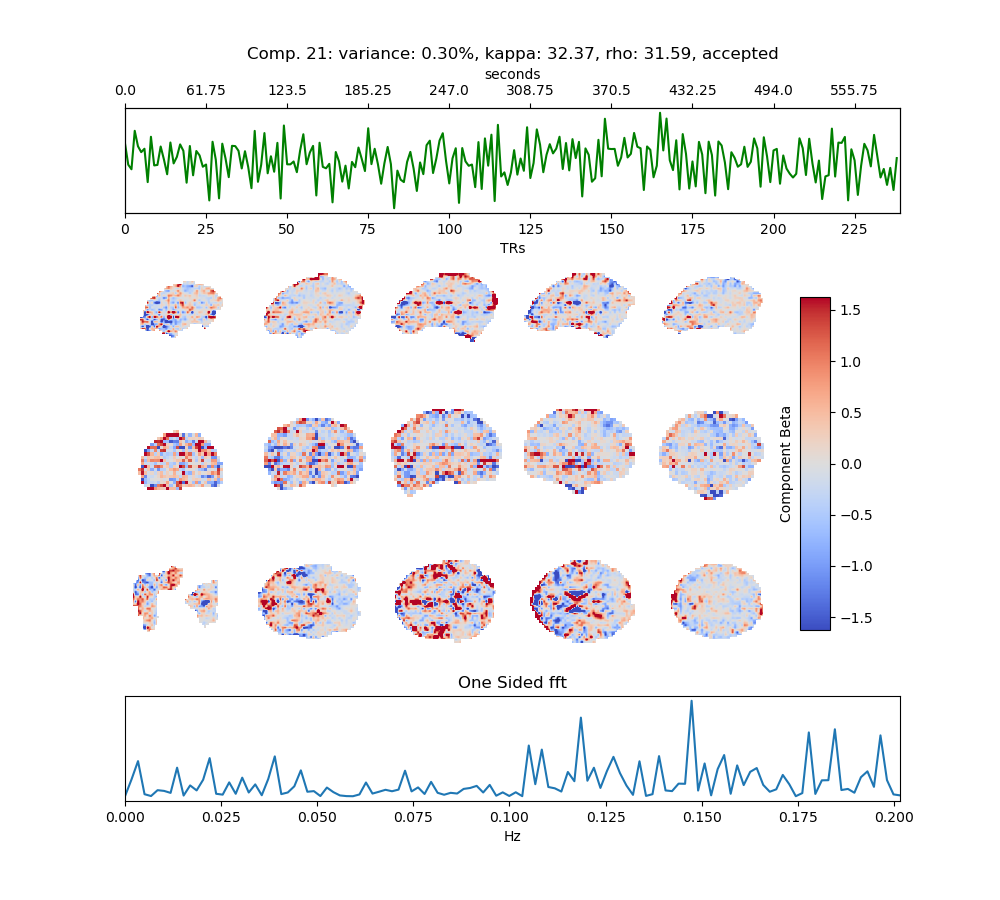 Comp. 21: variance: 0.30%, kappa: 32.37, rho: 31.59, accepted
seconds
0.0 61.75 123.5 185.25 247.0 308.75 370.5 432.25 494.0 555.75
0 25 50 75 100 125 150 175 200 225
TRs
Component Beta
1.5
1.0
0.5
0.0
−0.5
−1.0
−1.5
One Sided fft
0.000 0.025 0.050 0.075 0.100 0.125 0.150 0.175 0.200
Hz